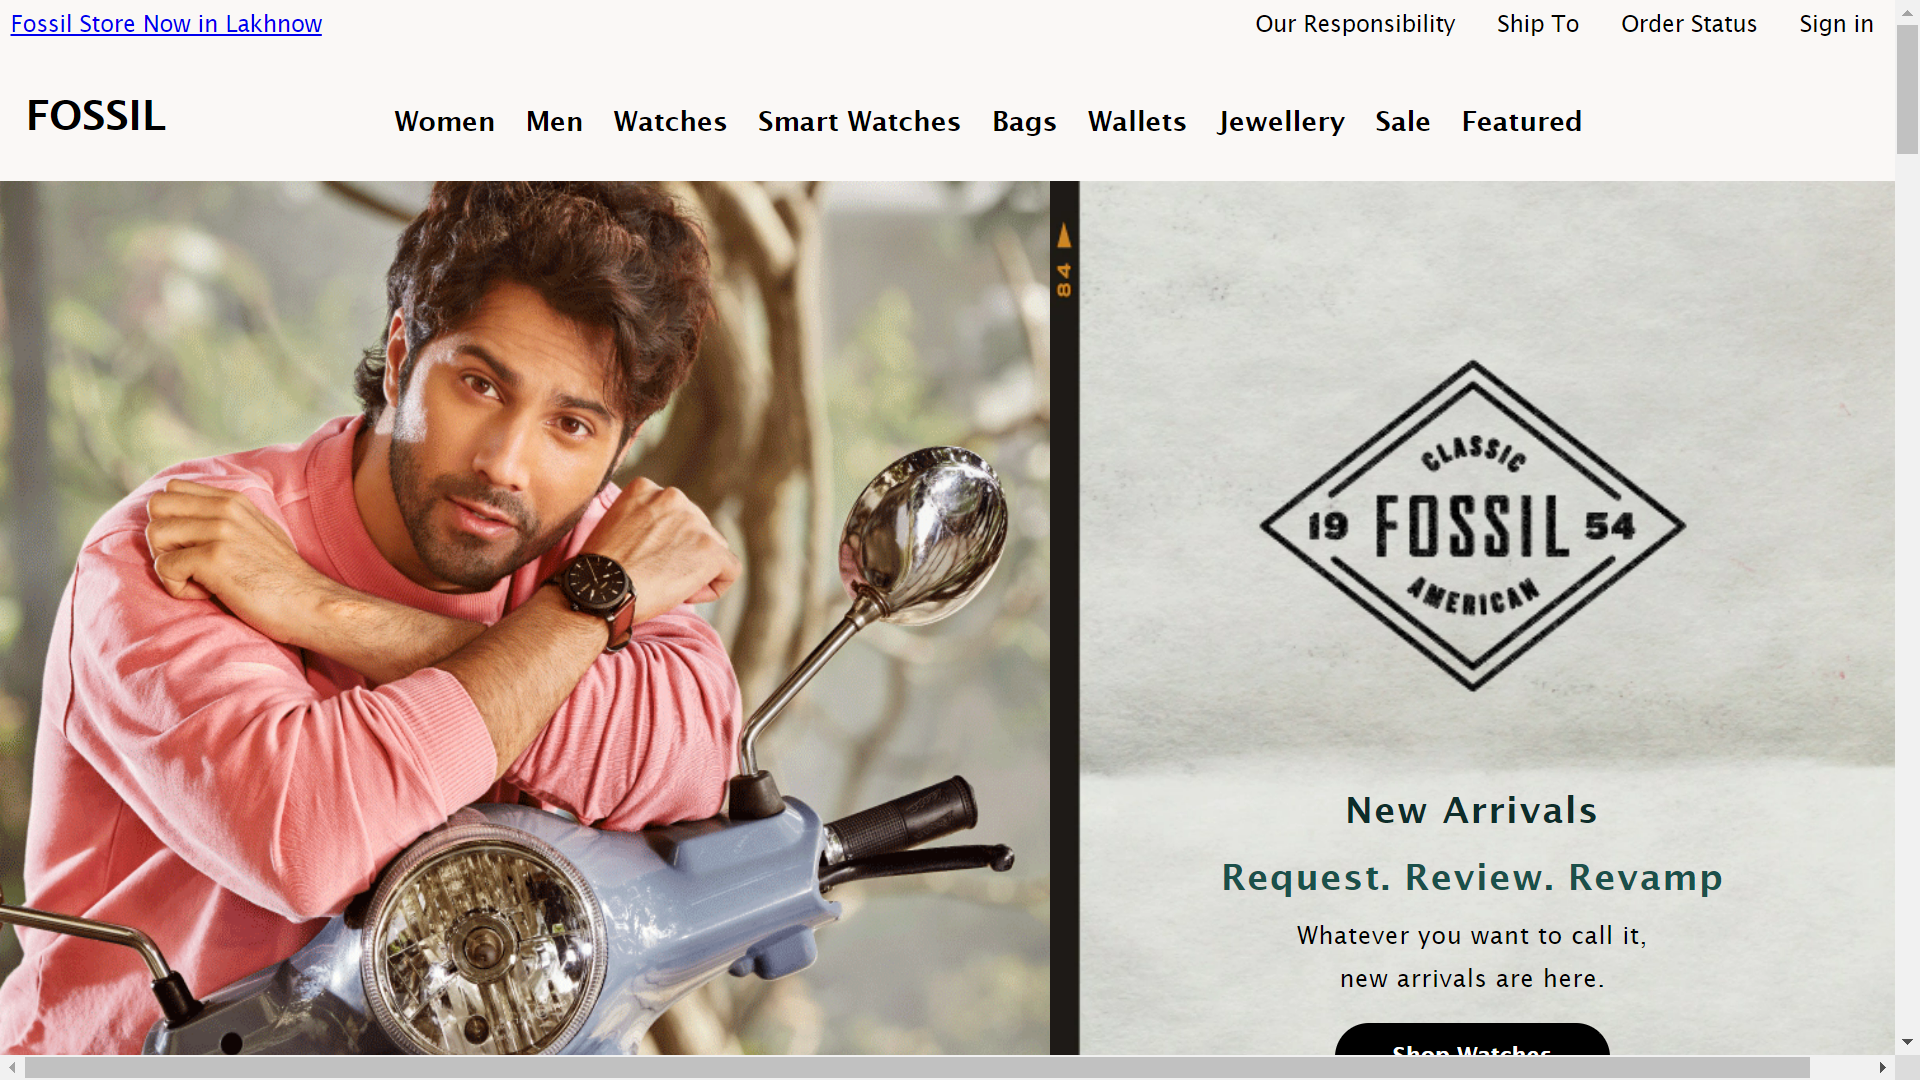 Fossil Store Now in Lakhnow
Our Responsibility Ship To Order Status Sign in
FOSSIL
Women Men Watches Smart Watches Bags Wallets Jewellery Sale Featured
84
CLASSIC
19 FOSSIL 54
AMERICAN
New Arrivals
Request. Review. Revamp
Whatever you want to call it,
new arrivals are here.
Shop Watches